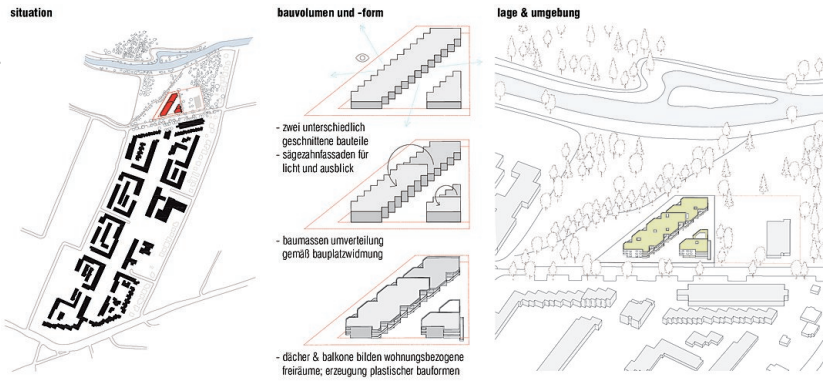 situation
bauvolumen und -form
- zwei unterschiedlich
geschnittene bauteile
- sägezahnfassaden für
licht und ausblick
- baumassen umverteilung
gemäß bauplatzwidmung
- dächer & balkone bilden wohnungsbezogene
freiräume; erzeugung plastischer bauformen
lage & umgebung